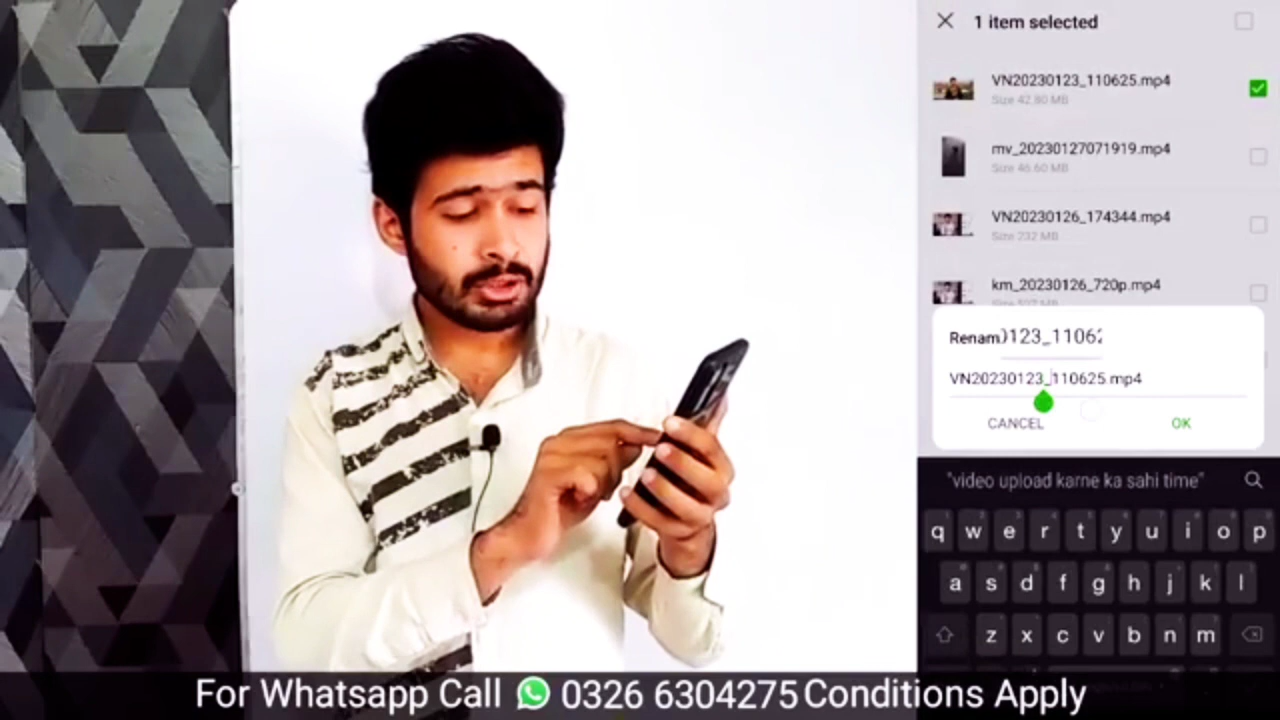 1 item selected
VN20230123_110625.mp4
Size 42.80 MB
mv_20230127071919.mp4
Size 46.60 MB
VN20230126_174344.mp4
Size 232 MB
km_20230126_720p.mp4
Renam
123_1106
VN20230123_110625.mp4
CANCEL OK
"video upload karne ka sahi time"
q w e r t y u i o p
a s d f g h j k l
z x c v b n m
For Whatsapp Call 0326 6304275 Conditions Apply